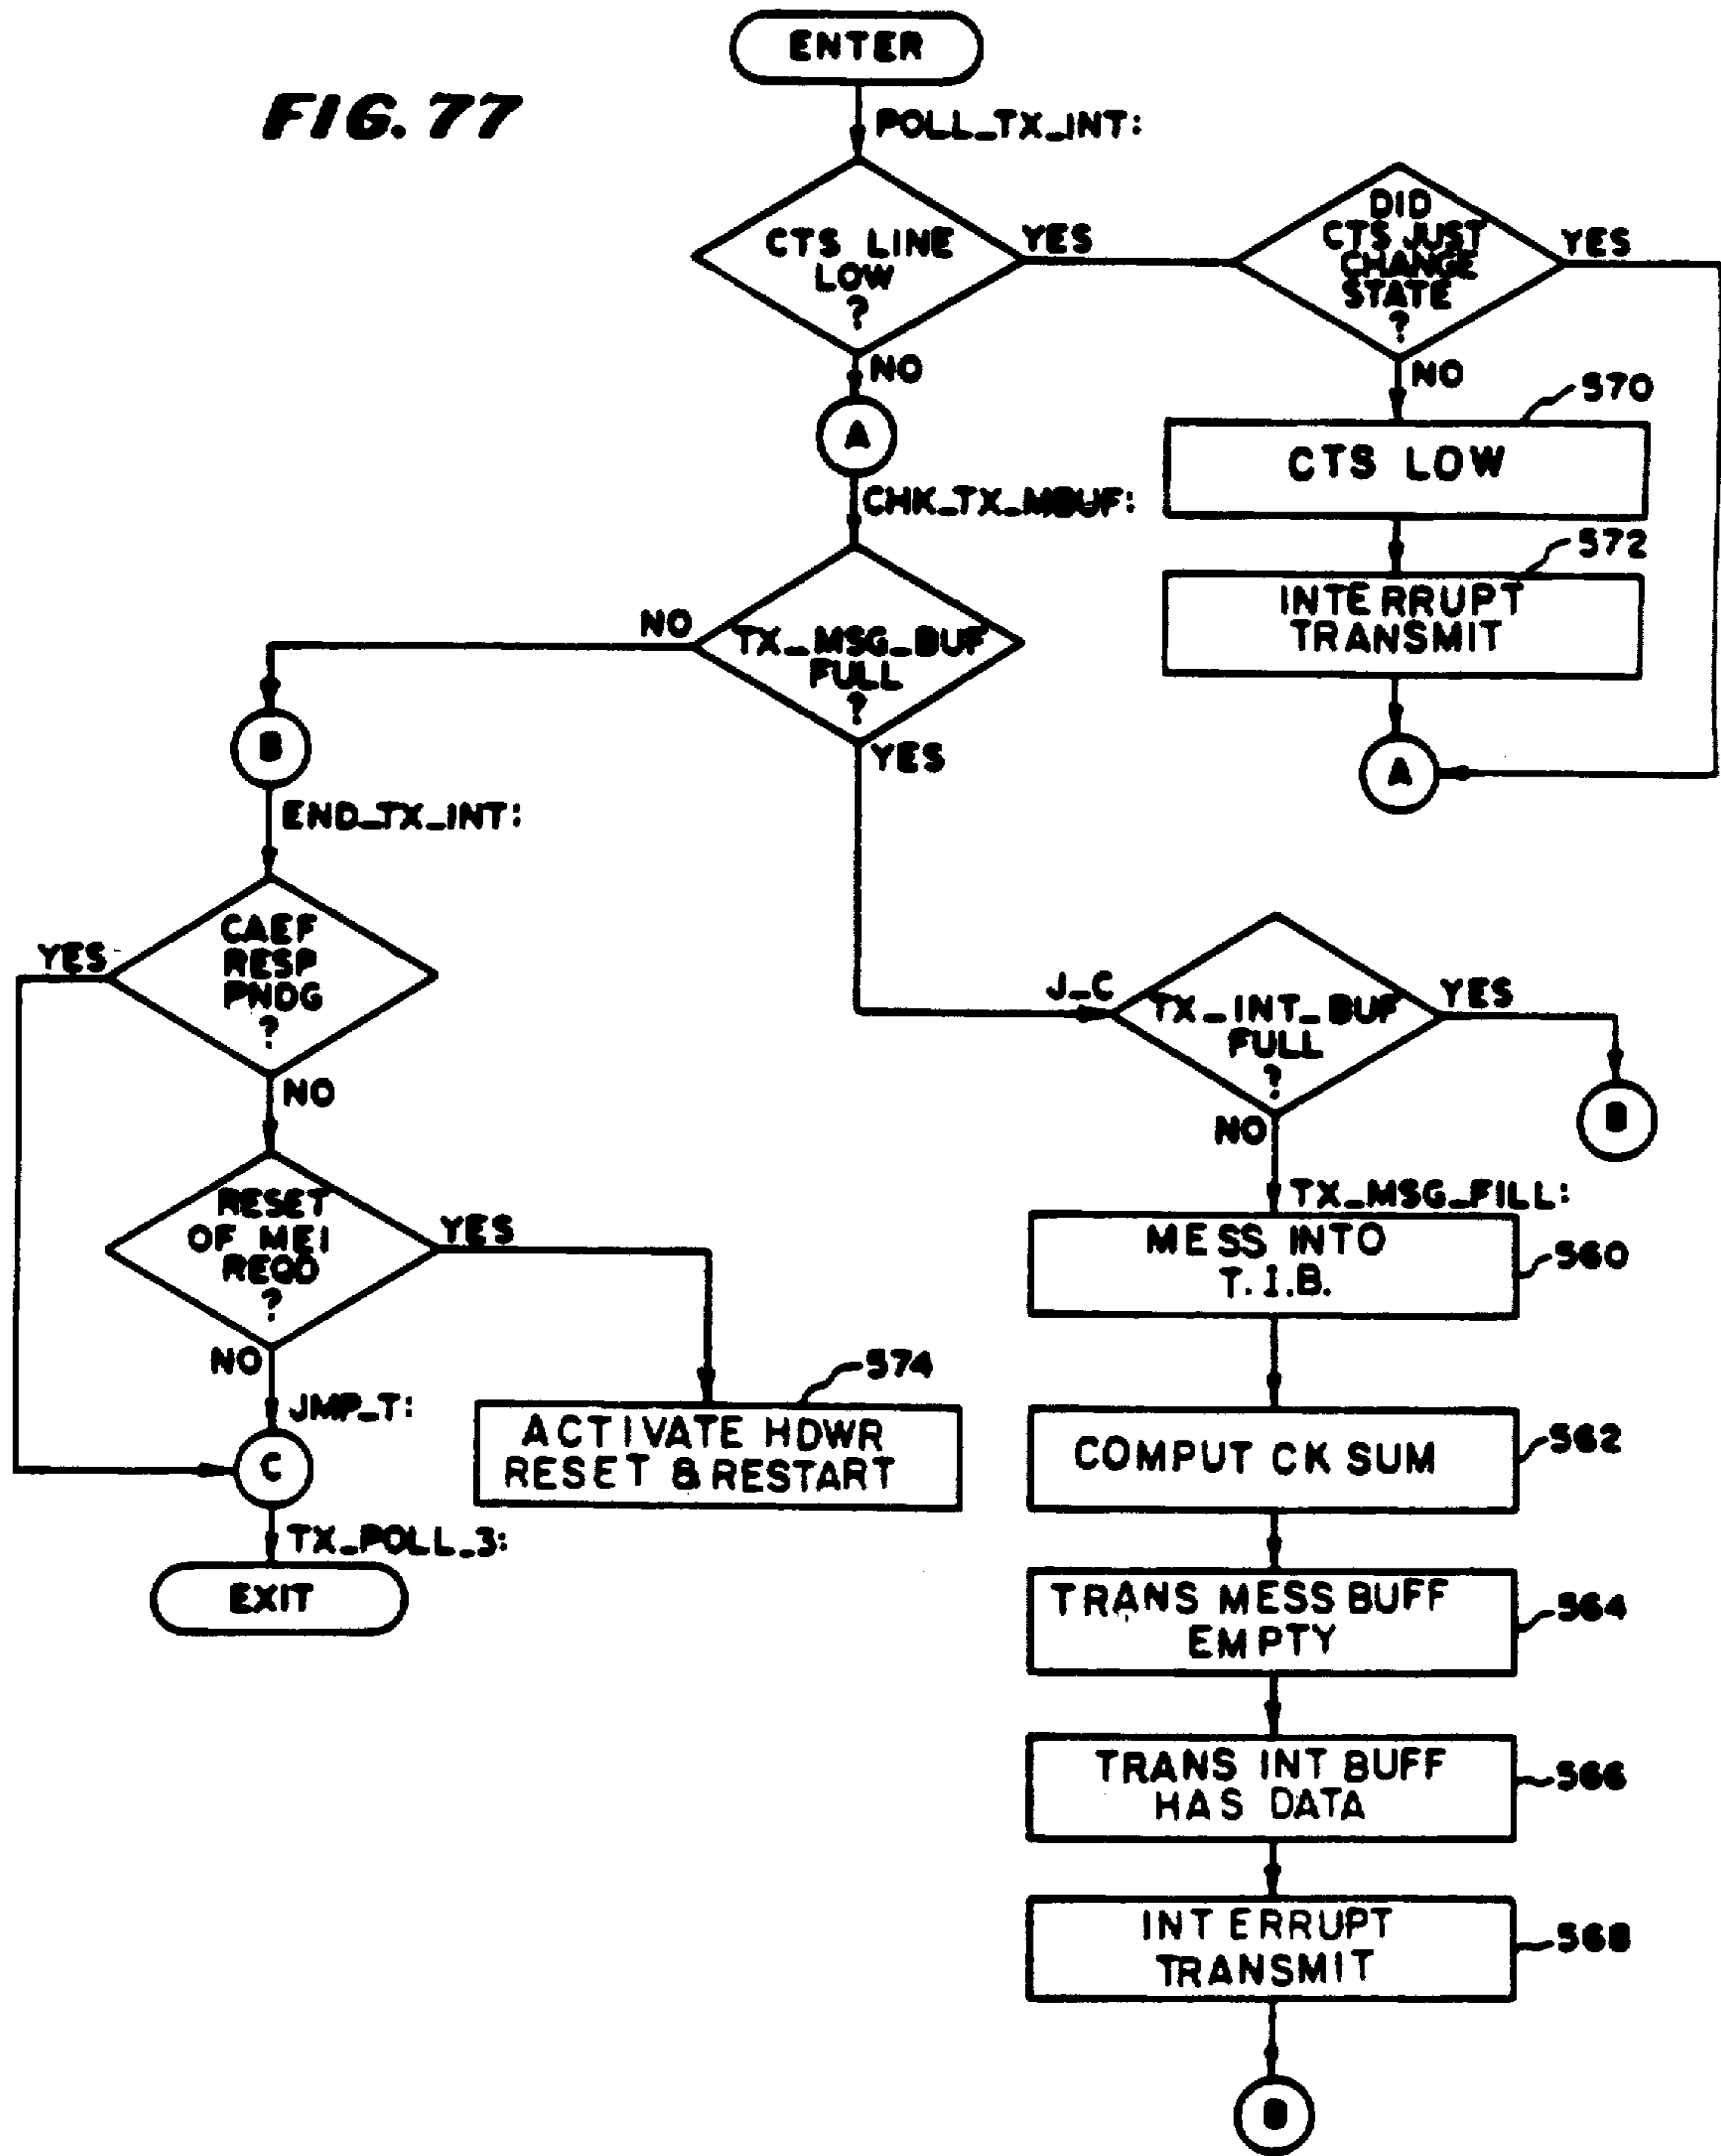 FIG. 77
ENTER
POLL_TX_INT:
CTS LINE
LOW
?
YES
NO
DID
CTS JUST
CHANGE
STATE
?
YES
NO
570
CTS LOW
572
INTERRUPT
TRANSMIT
A
A
CHK_TX_MBUF:
TX_MSG_BUF
FULL
?
NO
YES
B
END_TX_INT:
CAEF
RESP
PNDG
?
YES
NO
RESET
OF MEI
REQD
?
YES
NO
574
ACTIVATE HDWR
RESET & RESTART
JMP_T:
C
TX_POLL_3:
EXIT
J_C
TX_INT_BUF
FULL
?
YES
B
NO
TX_MSG_FILL:
MESS INTO
T.I.B.
560
COMPUT CK SUM
562
TRANS MESS BUFF
EMPTY
564
TRANS INT BUFF
HAS DATA
566
INTERRUPT
TRANSMIT
568
B